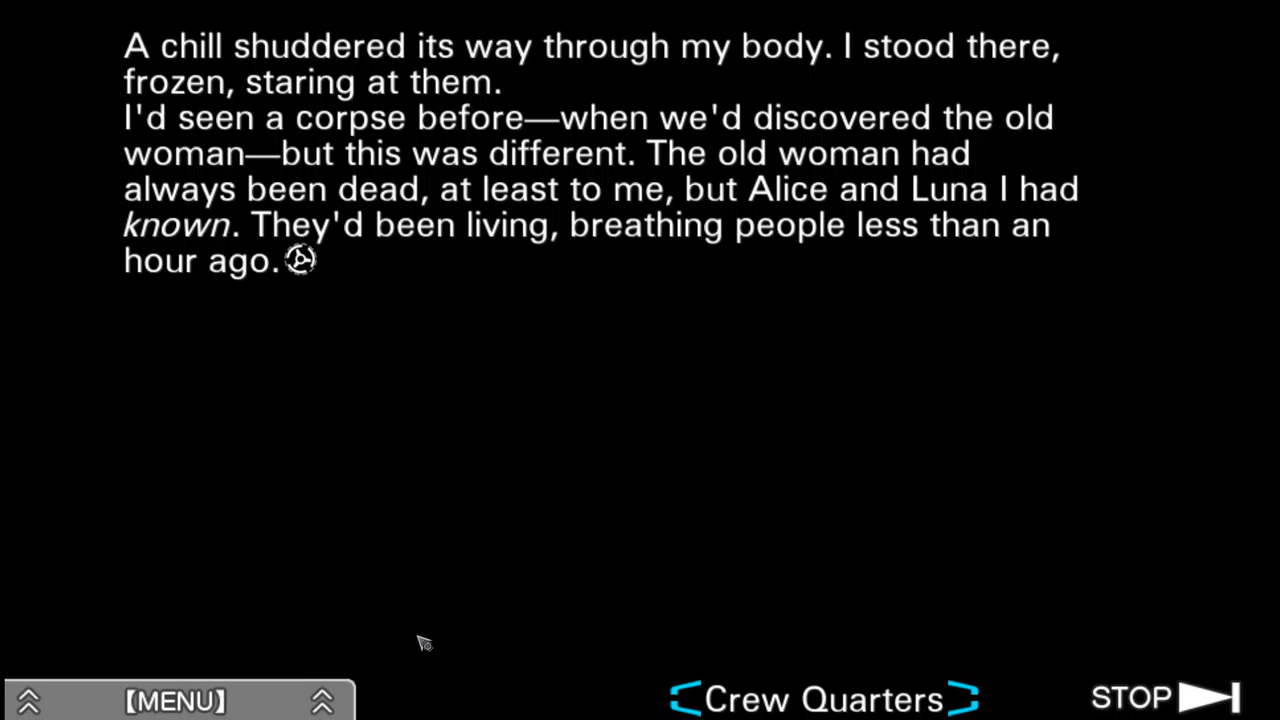 A chill shuddered its way through my body. I stood there,
frozen, staring at them.
I'd seen a corpse before—when we'd discovered the old
woman—but this was different. The old woman had
always been dead, at least to me, but Alice and Luna I had
known. They'd been living, breathing people less than an
hour ago.
【MENU】
Crew Quarters
STOP